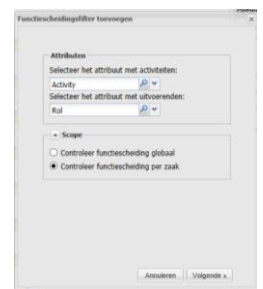 Functiescheidingsfilter toevoegen
Attributen
Selecteer het attribuut met activiteiten:
Activity
Selecteer het attribuut met uitvoerenden:
Rol
Scope
Controleer functiescheiding globaal
Controleer functiescheiding per zaak
Annuleren Volgende »